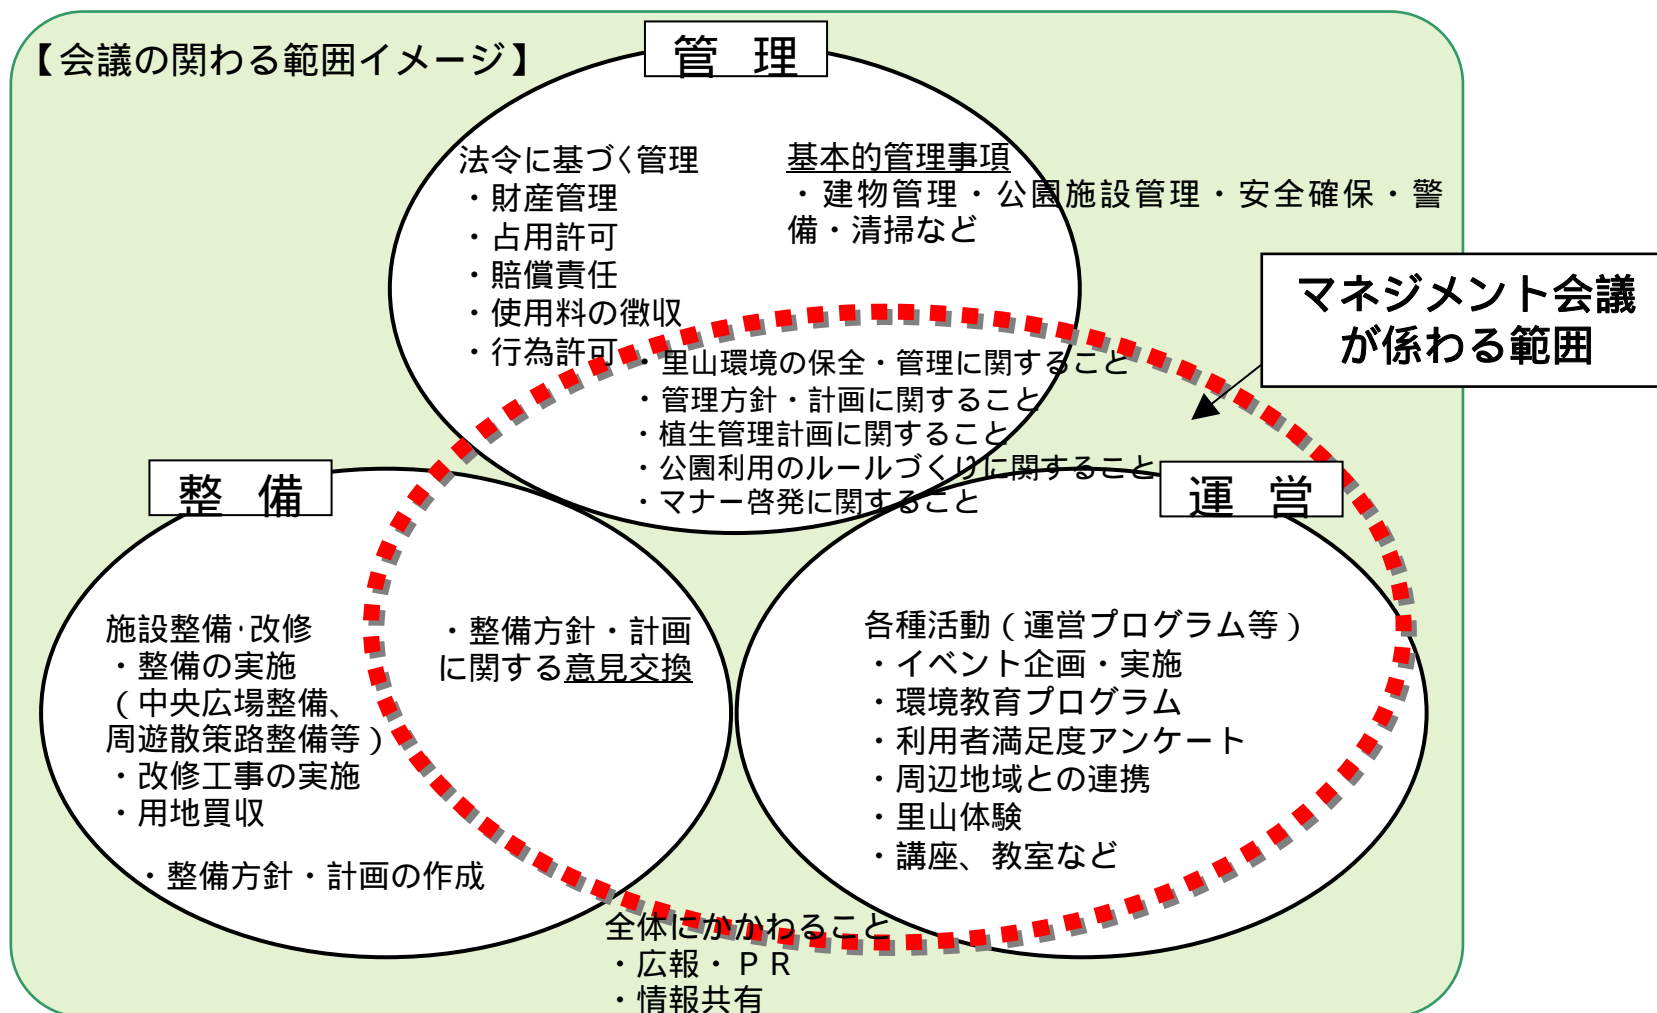 【会議の関わる範囲イメージ】
管 理
法令に基づく管理
・財産管理
・占用許可
・賠償責任
・使用料の徴収
・行為許可
基本的管理事項
・建物管理・公園施設管理・安全確保・警
備・清掃など
マネジメント会議
が係わる範囲
・里山環境の保全・管理に関すること
・管理方針・計画に関すること
・植生管理計画に関すること
・公園利用のルールづくりに関すること
・マナー啓発に関すること
整 備
施設整備･改修
・整備の実施
（中央広場整備、
周遊散策路整備等）
・改修工事の実施
・用地買収
・整備方針・計画の作成
・整備方針・計画
に関する意見交換
運 営
各種活動（運営プログラム等）
・イベント企画・実施
・環境教育プログラム
・利用者満足度アンケート
・周辺地域との連携
・里山体験
・講座、教室など
全体にかかわること
・広報・ＰＲ
・情報共有